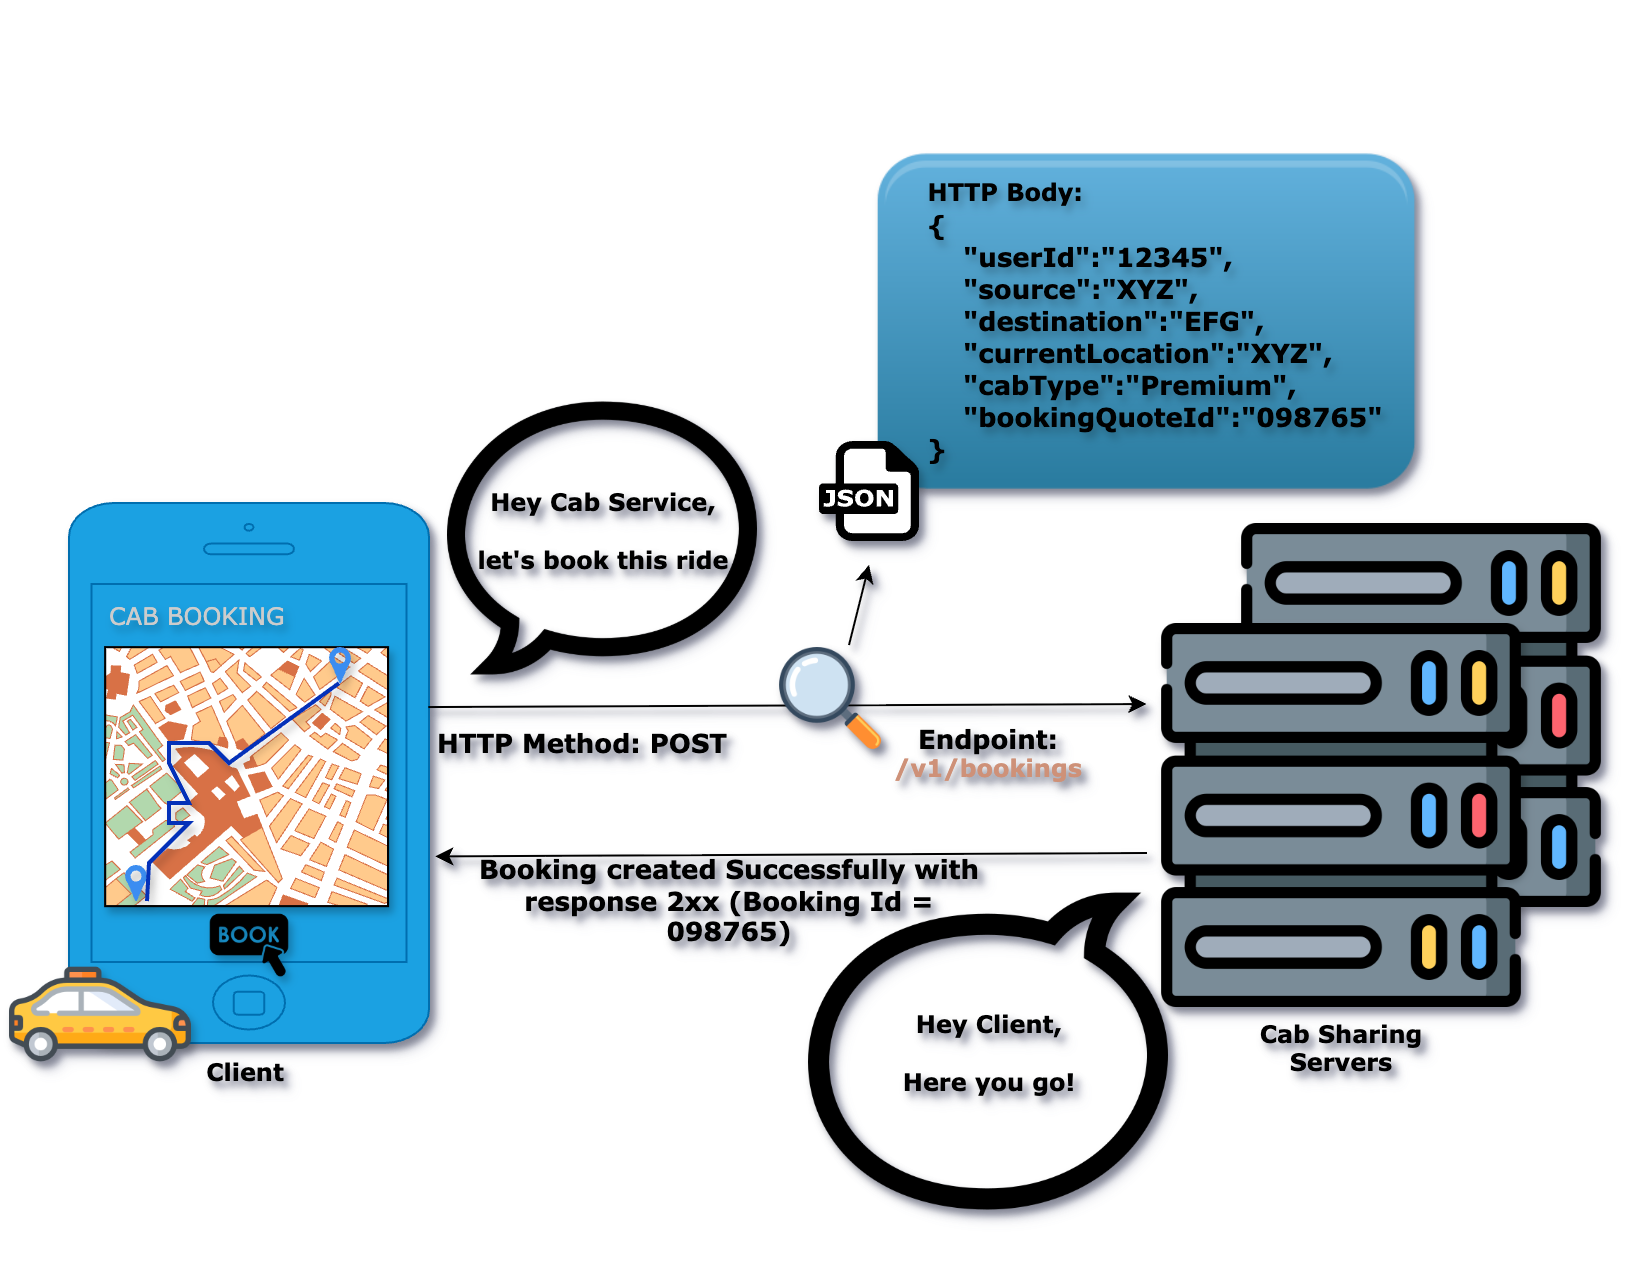 HTTP Body:
{
"userId":"12345",
"source":"XYZ",
"destination":"EFG",
"currentLocation":"XYZ",
"cabType":"Premium",
"bookingQuoteId":"098765"
}
JSON
Hey Cab Service,
let's book this ride
CAB BOOKING
HTTP Method: POST
Endpoint:
/v1/bookings
Booking created Successfully with
response 2xx (Booking Id =
098765)
BOOK
Hey Client,
Here you go!
Cab Sharing
Servers
Client